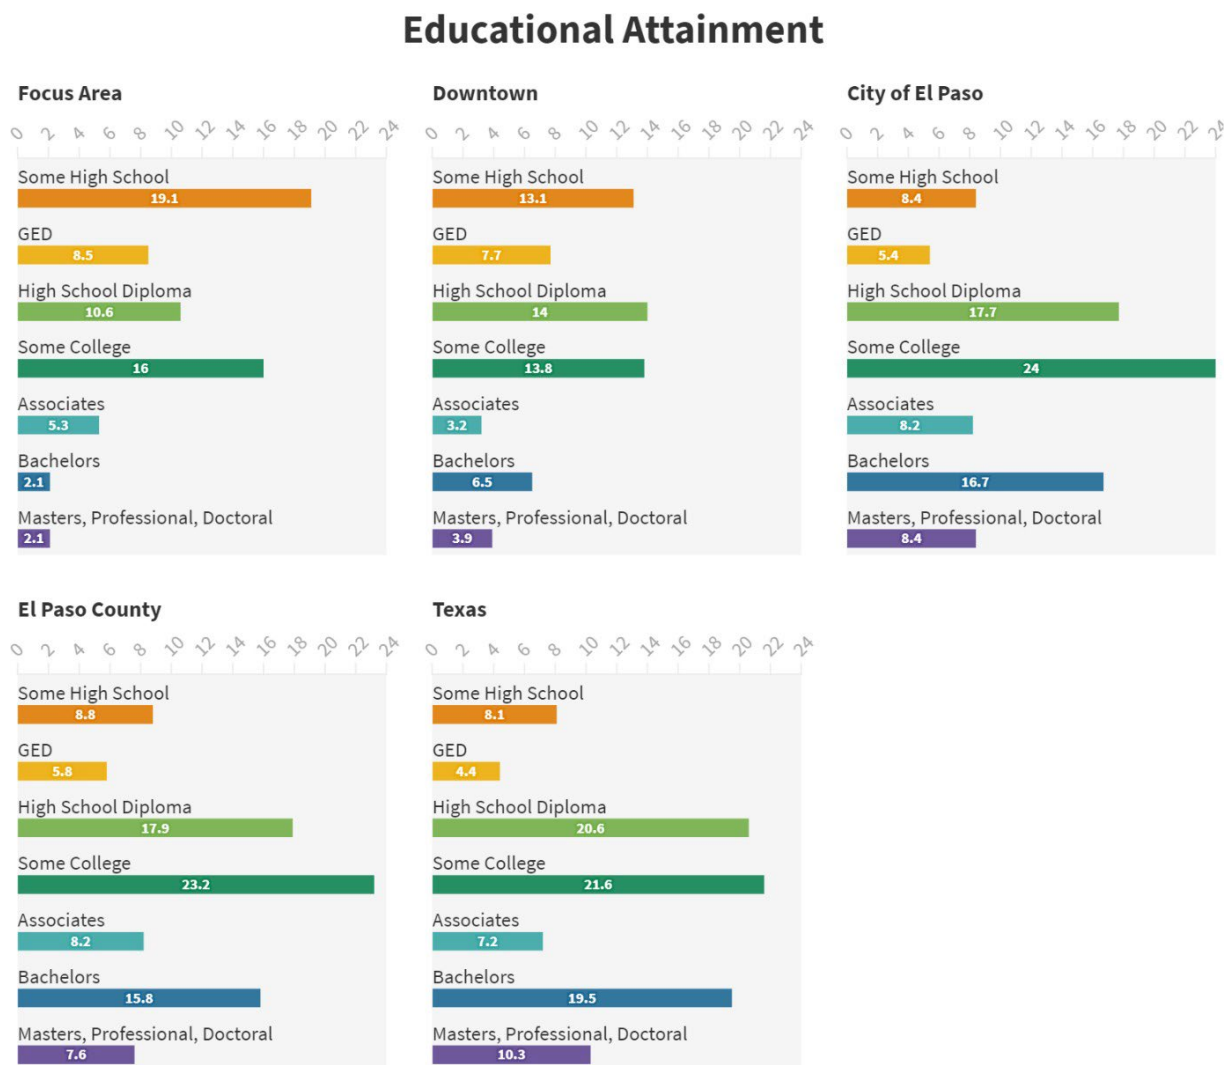 Educational Attainment
Focus Area
0 2 4 6 8 10 12 14 16 18 20 22 24
Some High School
19.1
GED
8.5
High School Diploma
10.6
Some College
16
Associates
5.3
Bachelors
2.1
Masters, Professional, Doctoral
2.1
Downtown
0 2 4 6 8 10 12 14 16 18 20 22 24
Some High School
13.1
GED
7.7
High School Diploma
14
Some College
13.8
Associates
3.2
Bachelors
6.5
Masters, Professional, Doctoral
3.9
City of El Paso
0 2 4 6 8 10 12 14 16 18 20 22 24
Some High School
8.4
GED
5.4
High School Diploma
17.7
Some College
24
Associates
8.2
Bachelors
16.7
Masters, Professional, Doctoral
8.4
El Paso County
0 2 4 6 8 10 12 14 16 18 20 22 24
Some High School
8.8
GED
5.8
High School Diploma
17.9
Some College
23.2
Associates
8.2
Bachelors
15.8
Masters, Professional, Doctoral
7.6
Texas
0 2 4 6 8 10 12 14 16 18 20 22 24
Some High School
8.1
GED
4.4
High School Diploma
20.6
Some College
21.6
Associates
7.2
Bachelors
19.5
Masters, Professional, Doctoral
10.3